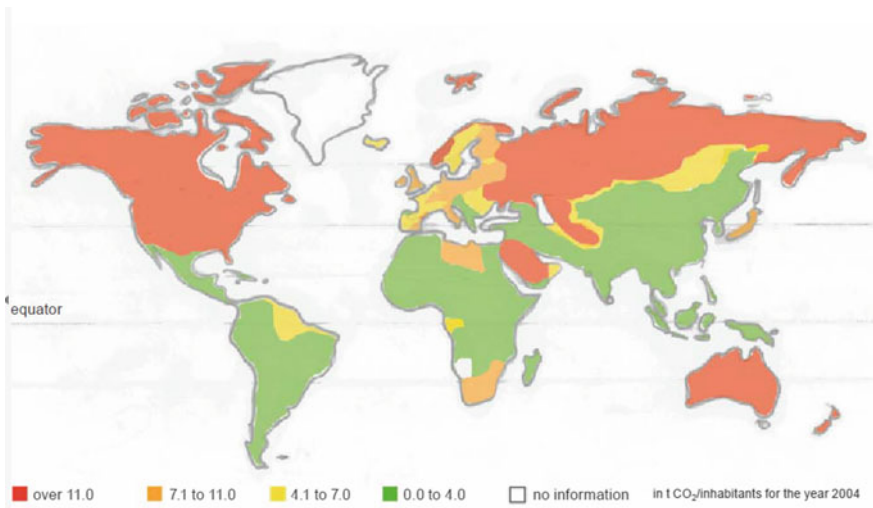 equator
over 11.0 7.1 to 11.0 4.1 to 7.0 0.0 to 4.0 no information in t CO₂/inhabitants for the year 2004